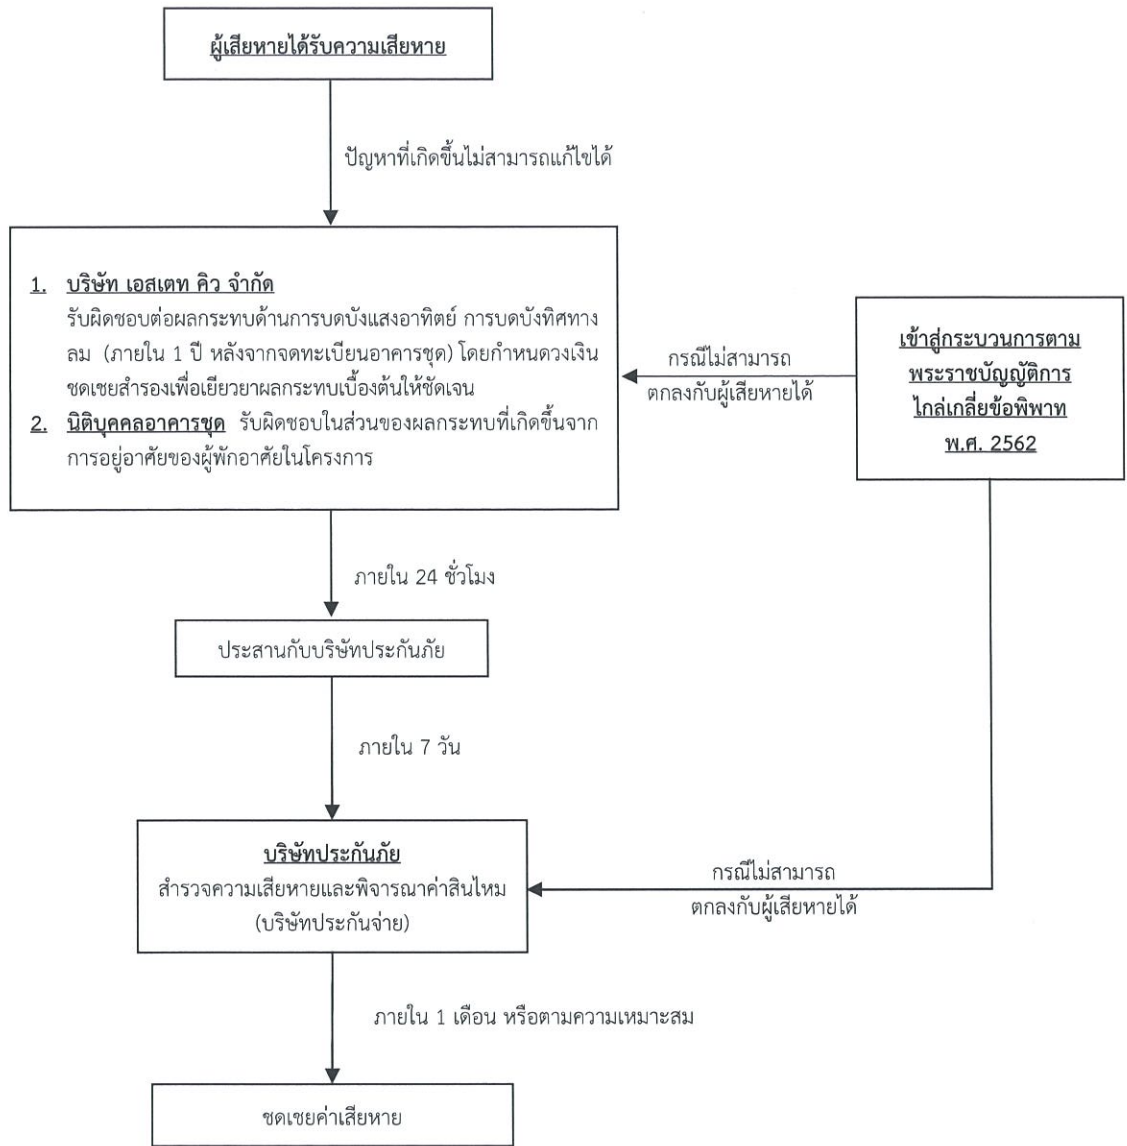 ผู้เสียหายได้รับความเสียหาย
ปัญหาที่เกิดขึ้นไม่สามารถแก้ไขได้
1. บริษัท เอสเตท คิว จำกัด
รับผิดชอบต่อผลกระทบด้านการบดบังแสงอาทิตย์ การบดบังทิศทาง
ลม (ภายใน 1 ปี หลังจากจดทะเบียนอาคารชุด) โดยกำหนดวงเงิน
ชดเชยสำรองเพื่อเยียวยาผลกระทบเบื้องต้นให้ชัดเจน
2. นิติบุคคลอาคารชุด รับผิดชอบในส่วนของผลกระทบที่เกิดขึ้นจาก
การอยู่อาศัยของผู้พักอาศัยในโครงการ
กรณีไม่สามารถ
ตกลงกับผู้เสียหายได้
เข้าสู่กระบวนการตาม
พระราชบัญญัติการ
ไกล่เกลี่ยข้อพิพาท
พ.ศ. 2562
ภายใน 24 ชั่วโมง
ประสานกับบริษัทประกันภัย
ภายใน 7 วัน
บริษัทประกันภัย
สำรวจความเสียหายและพิจารณาค่าสินไหม
(บริษัทประกันจ่าย)
กรณีไม่สามารถ
ตกลงกับผู้เสียหายได้
ภายใน 1 เดือน หรือตามความเหมาะสม
ชดเชยค่าเสียหาย